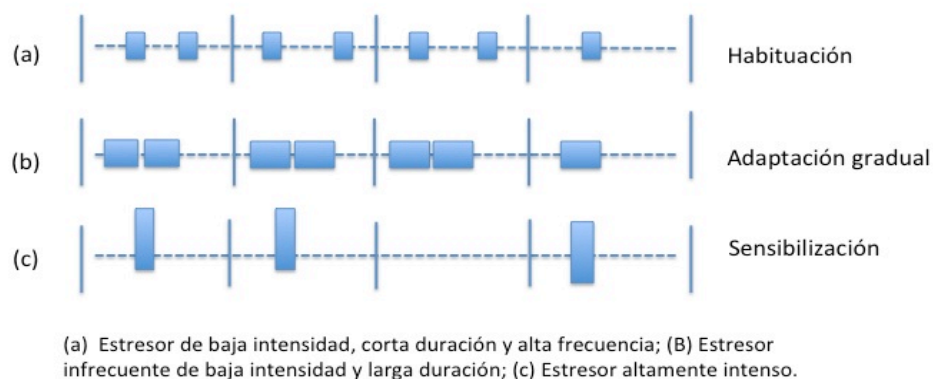 (a)
Habituación
(b)
Adaptación gradual
(c)
Sensibilización
(a) Estresor de baja intensidad, corta duración y alta frecuencia; (B) Estresor
infrecuente de baja intensidad y larga duración; (c) Estresor altamente intenso.